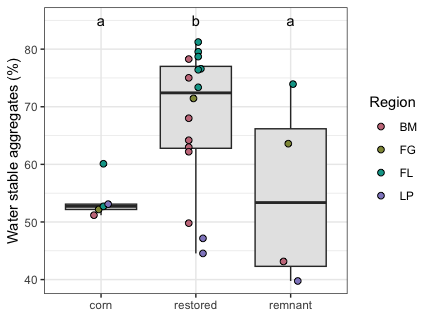 a b a
Water stable aggregates (%)
80
70
60
50
40
com restored remnant
Region
BM
FG
FL
LP